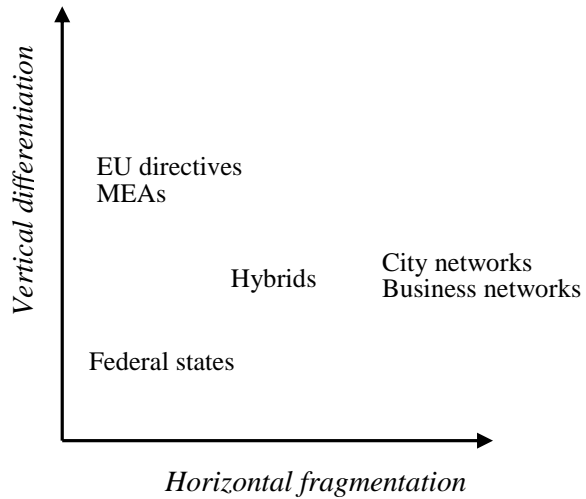 Vertical differentiation
EU directives
MEAs
Hybrids
City networks
Business networks
Federal states
Horizontal fragmentation